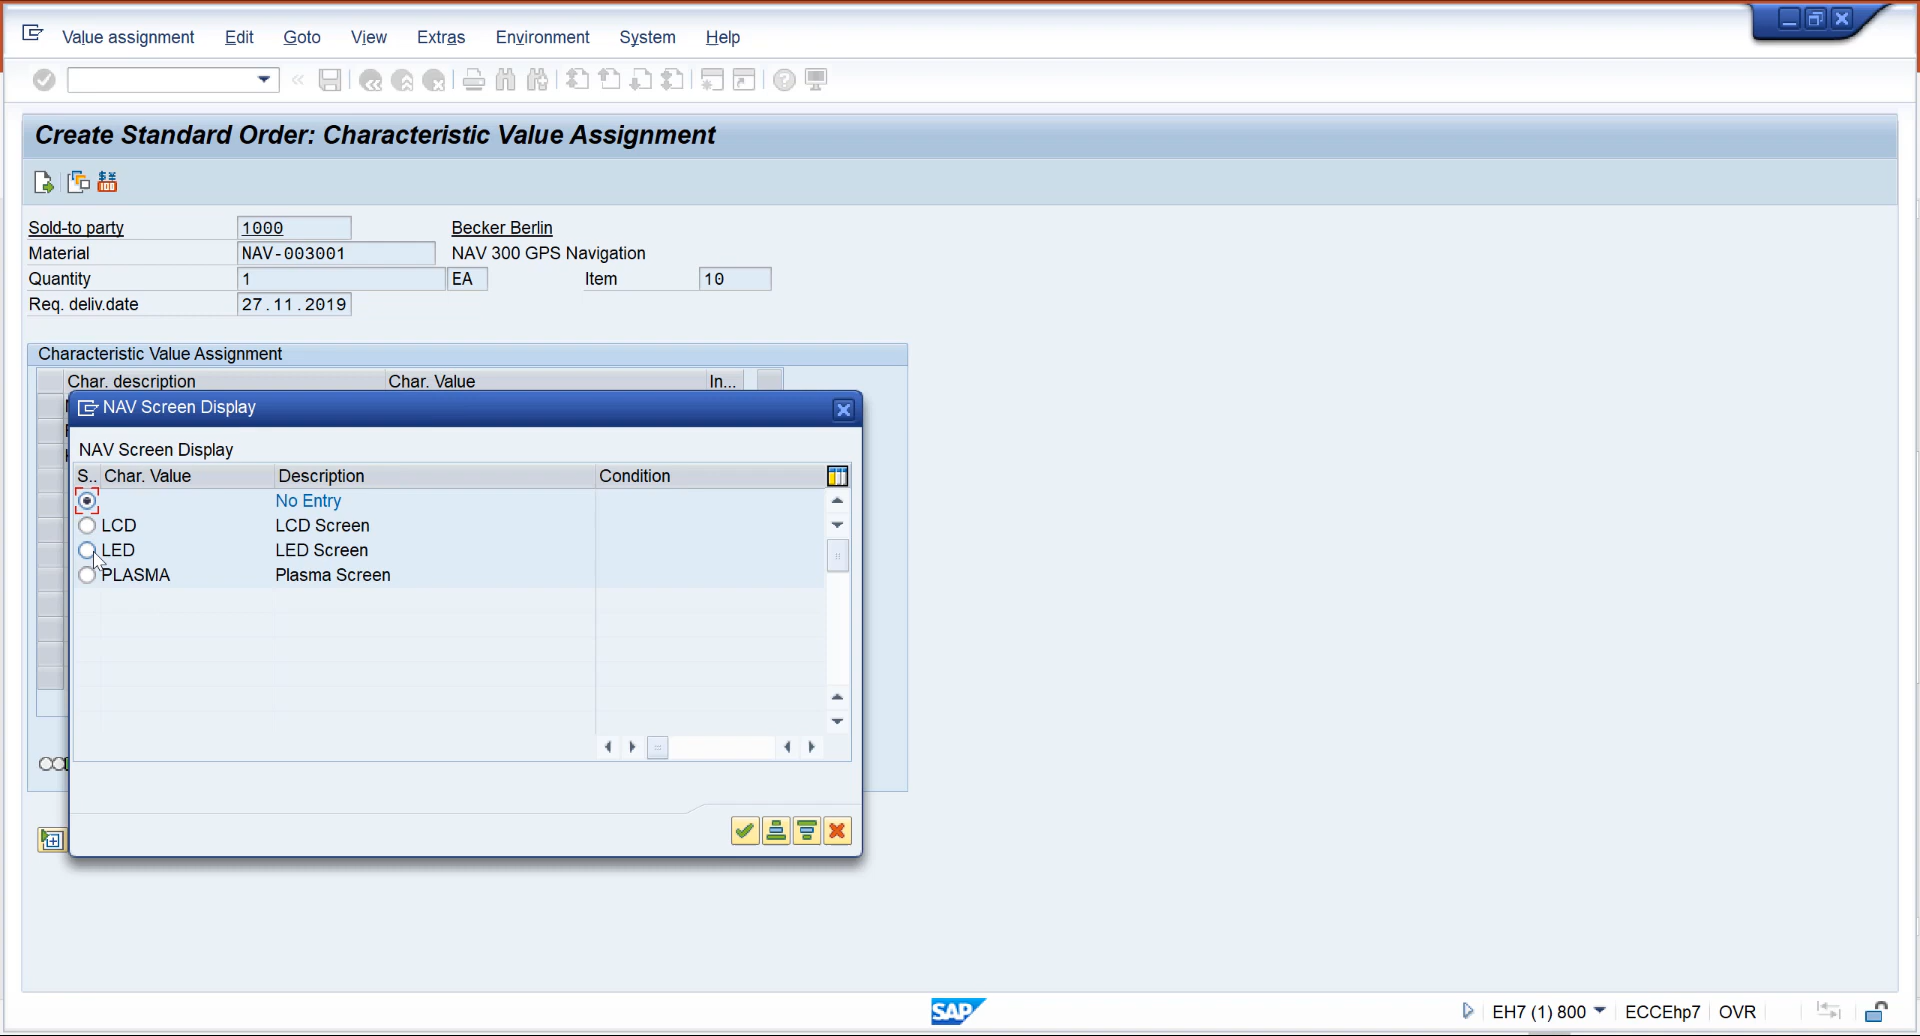 Value assignment Edit Goto View Extras Environment System Help
Create Standard Order: Characteristic Value Assignment
Sold-to party 1000 Becker Berlin
Material NAV-003001 NAV 300 GPS Navigation
Quantity 1 EA Item 10
Req. deliv.date 27.11.2019
Characteristic Value Assignment
Char. description Char. Value In...
NAV Screen Display
NAV Screen Display
S.. Char. Value Description Condition
No Entry
LCD LCD Screen
LED LED Screen
PLASMA Plasma Screen
SAP EH7 (1) 800 ECCEhp7 OVR